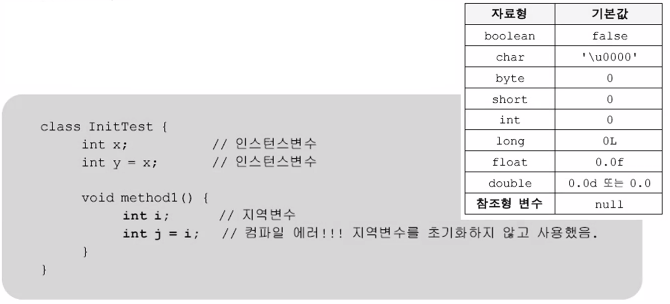 자료형 기본값
boolean false
char '\u0000'
byte 0
short 0
int 0
long 0L
float 0.0f
double 0.0d 또는 0.0
참조형 변수 null
class InitTest {
int x; // 인스턴스변수
int y = x; // 인스턴스변수
void method1() {
int i; // 지역변수
int j = i; // 컴파일 에러!!! 지역변수를 초기화하지 않고 사용했음.
}
}